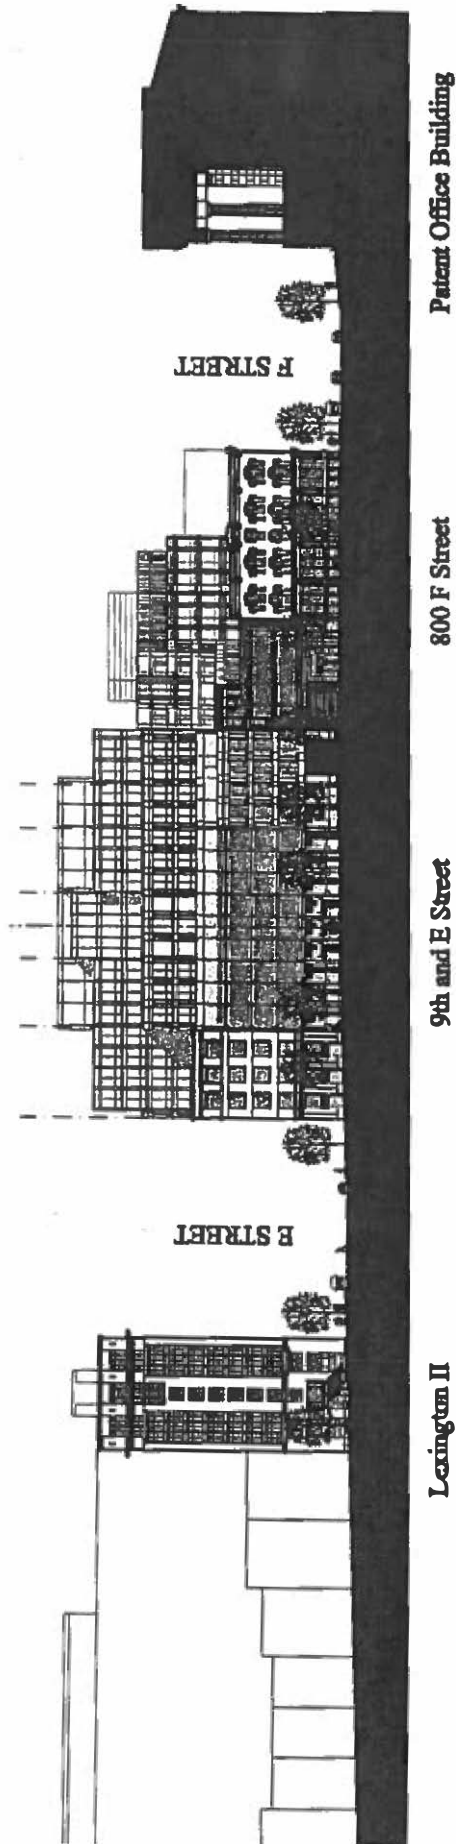 E STREET
F STREET
Lexington II
9th and E Street
800 F Street
Patent Office Building